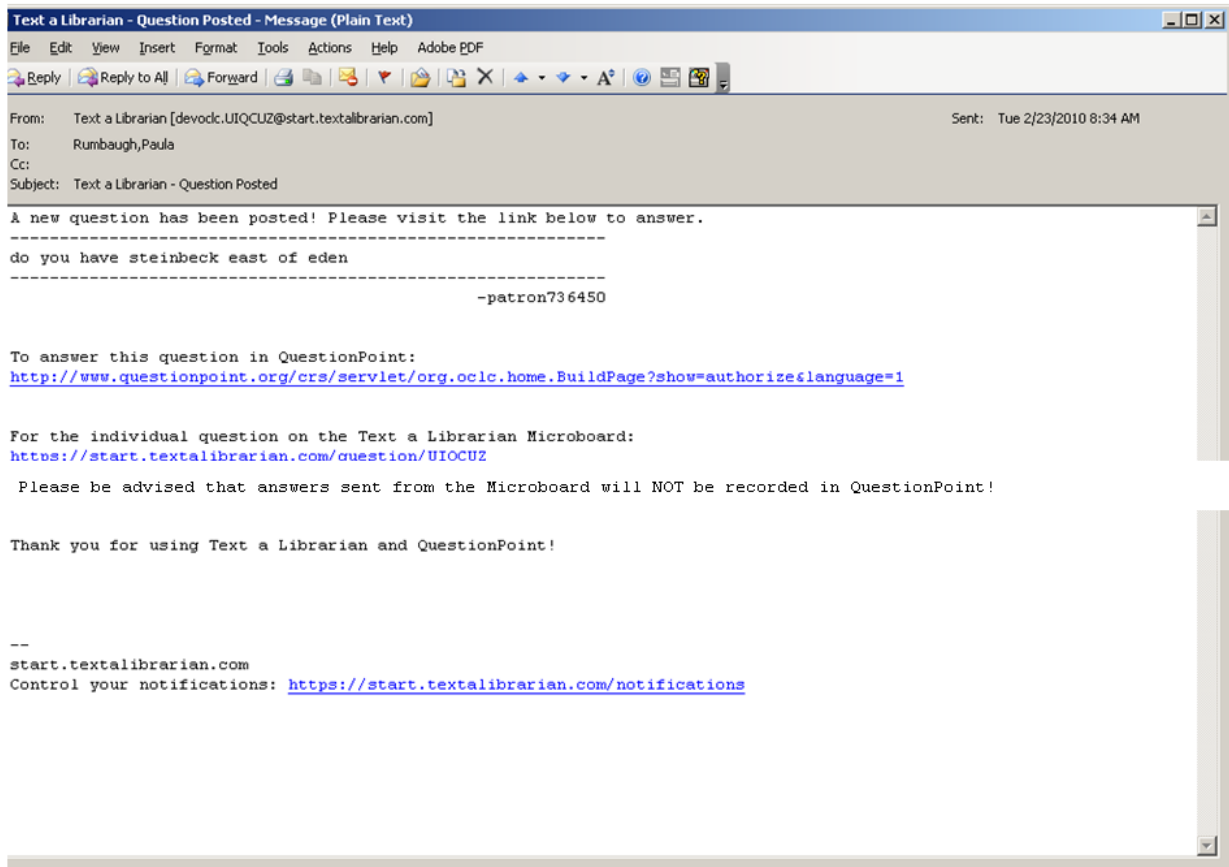 Text a Librarian - Question Posted - Message (Plain Text)
File Edit View Insert Format Tools Actions Help Adobe PDF
Reply Reply to All Forward
From: Text a Librarian [devoclc.UIQCUZ@start.textalibrarian.com] Sent: Tue 2/23/2010 8:34 AM
To: Rumbaugh,Paula
Cc:
Subject: Text a Librarian - Question Posted
A new question has been posted! Please visit the link below to answer.
------------------------------------------------------------
do you have steinbeck east of eden
------------------------------------------------------------
-patron736450
To answer this question in QuestionPoint:
http://www.questionpoint.org/crs/servlet/org.oclc.home.BuildPage?show=authorize&language=1
For the individual question on the Text a Librarian Microboard:
https://start.textalibrarian.com/question/UIQCUZ
Please be advised that answers sent from the Microboard will NOT be recorded in QuestionPoint!
Thank you for using Text a Librarian and QuestionPoint!
--
start.textalibrarian.com
Control your notifications: https://start.textalibrarian.com/notifications